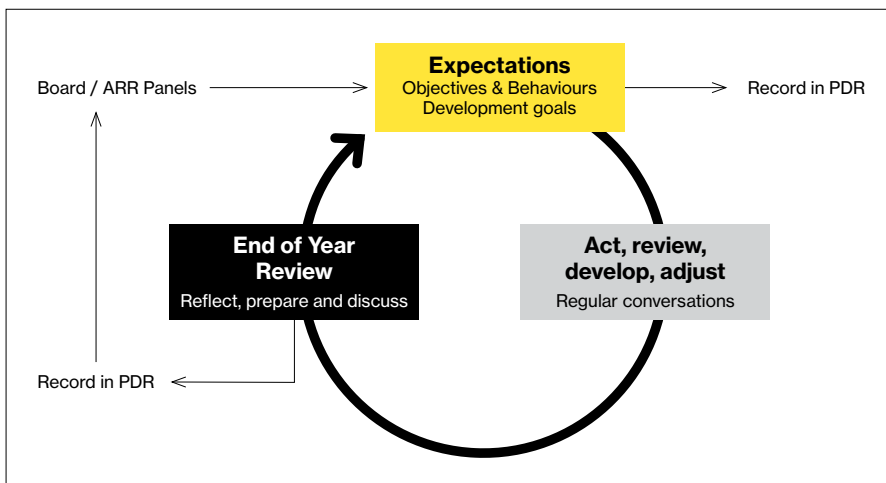 Expectations
Objectives & Behaviours
Development goals
Board / ARR Panels
Record in PDR
End of Year
Review
Reflect, prepare and discuss
Act, review,
develop, adjust
Regular conversations
Record in PDR